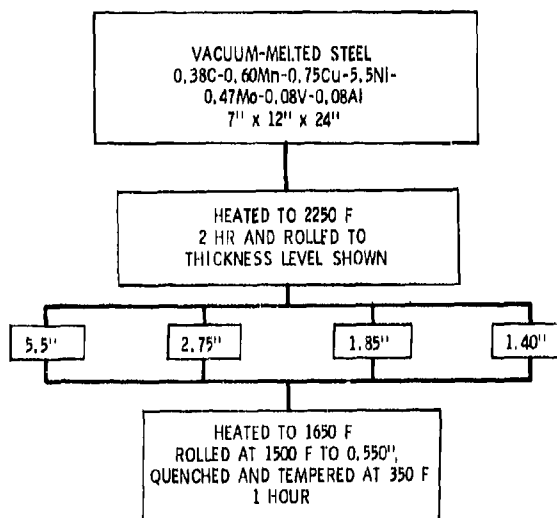 VACUUM-MELTED STEEL
0,38C-0,60Mn-0,75Cu-5,5Ni-
0,47Mo-0,08V-0,08Al
7" x 12" x 24"
HEATED TO 2250 F
2 HR AND ROLLED TO
THICKNESS LEVEL SHOWN
5,5" 2,75" 1,85" 1,40"
HEATED TO 1650 F
ROLLED AT 1500 F TO 0,550",
QUENCHED AND TEMPERED AT 350 F
1 HOUR